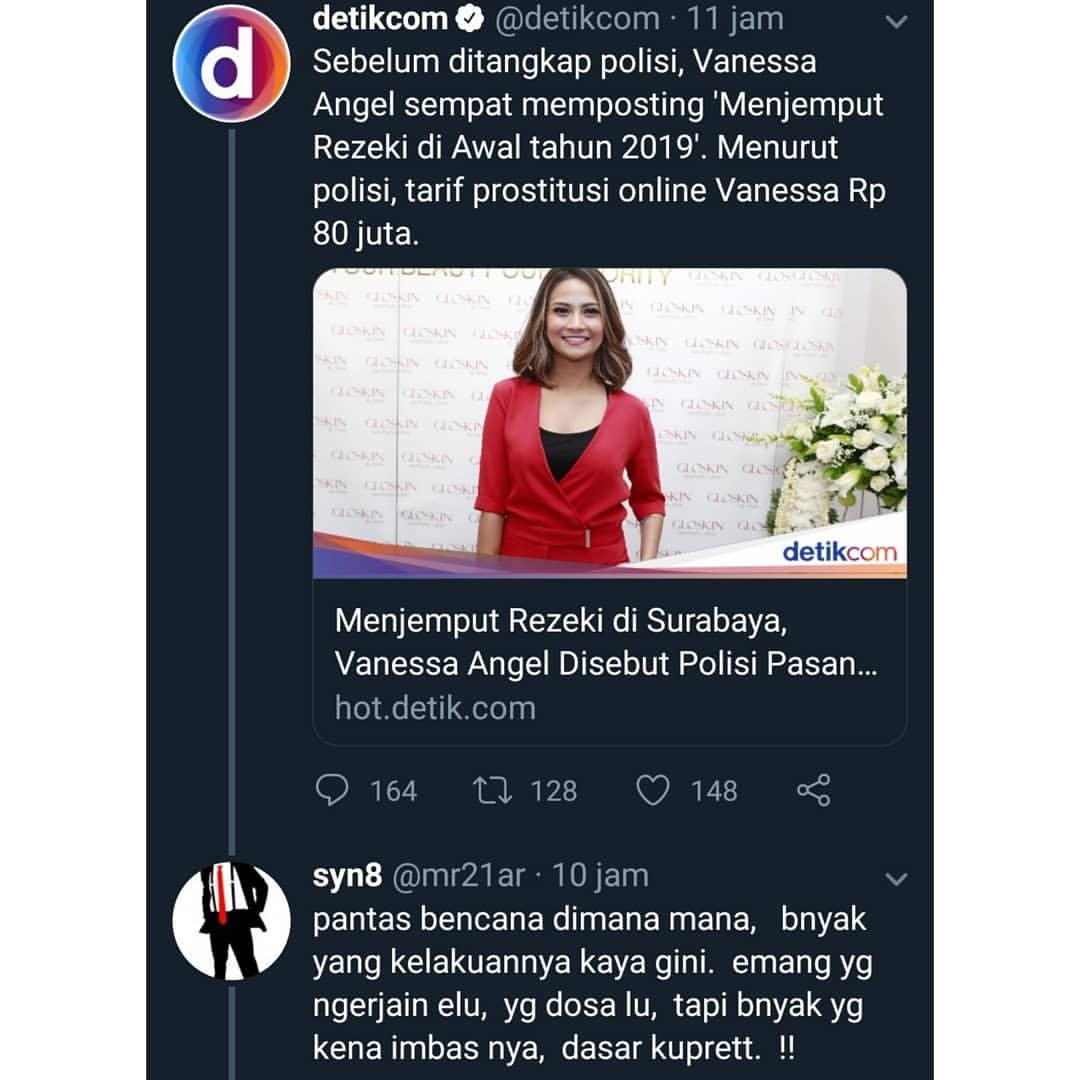 detikcom @detikcom · 11 jam
Sebelum ditangkap polisi, Vanessa
Angel sempat memposting 'Menjemput
Rezeki di Awal tahun 2019'. Menurut
polisi, tarif prostitusi online Vanessa Rp
80 juta.
GLOSKIN
detikcom
Menjemput Rezeki di Surabaya,
Vanessa Angel Disebut Polisi Pasan...
hot.detik.com
164 128 148
syn8 @mr21ar · 10 jam
pantas bencana dimana mana, bnyak
yang kelakuannya kaya gini. emang yg
ngerjain elu, yg dosa lu, tapi bnyak yg
kena imbas nya, dasar kuprett. !!